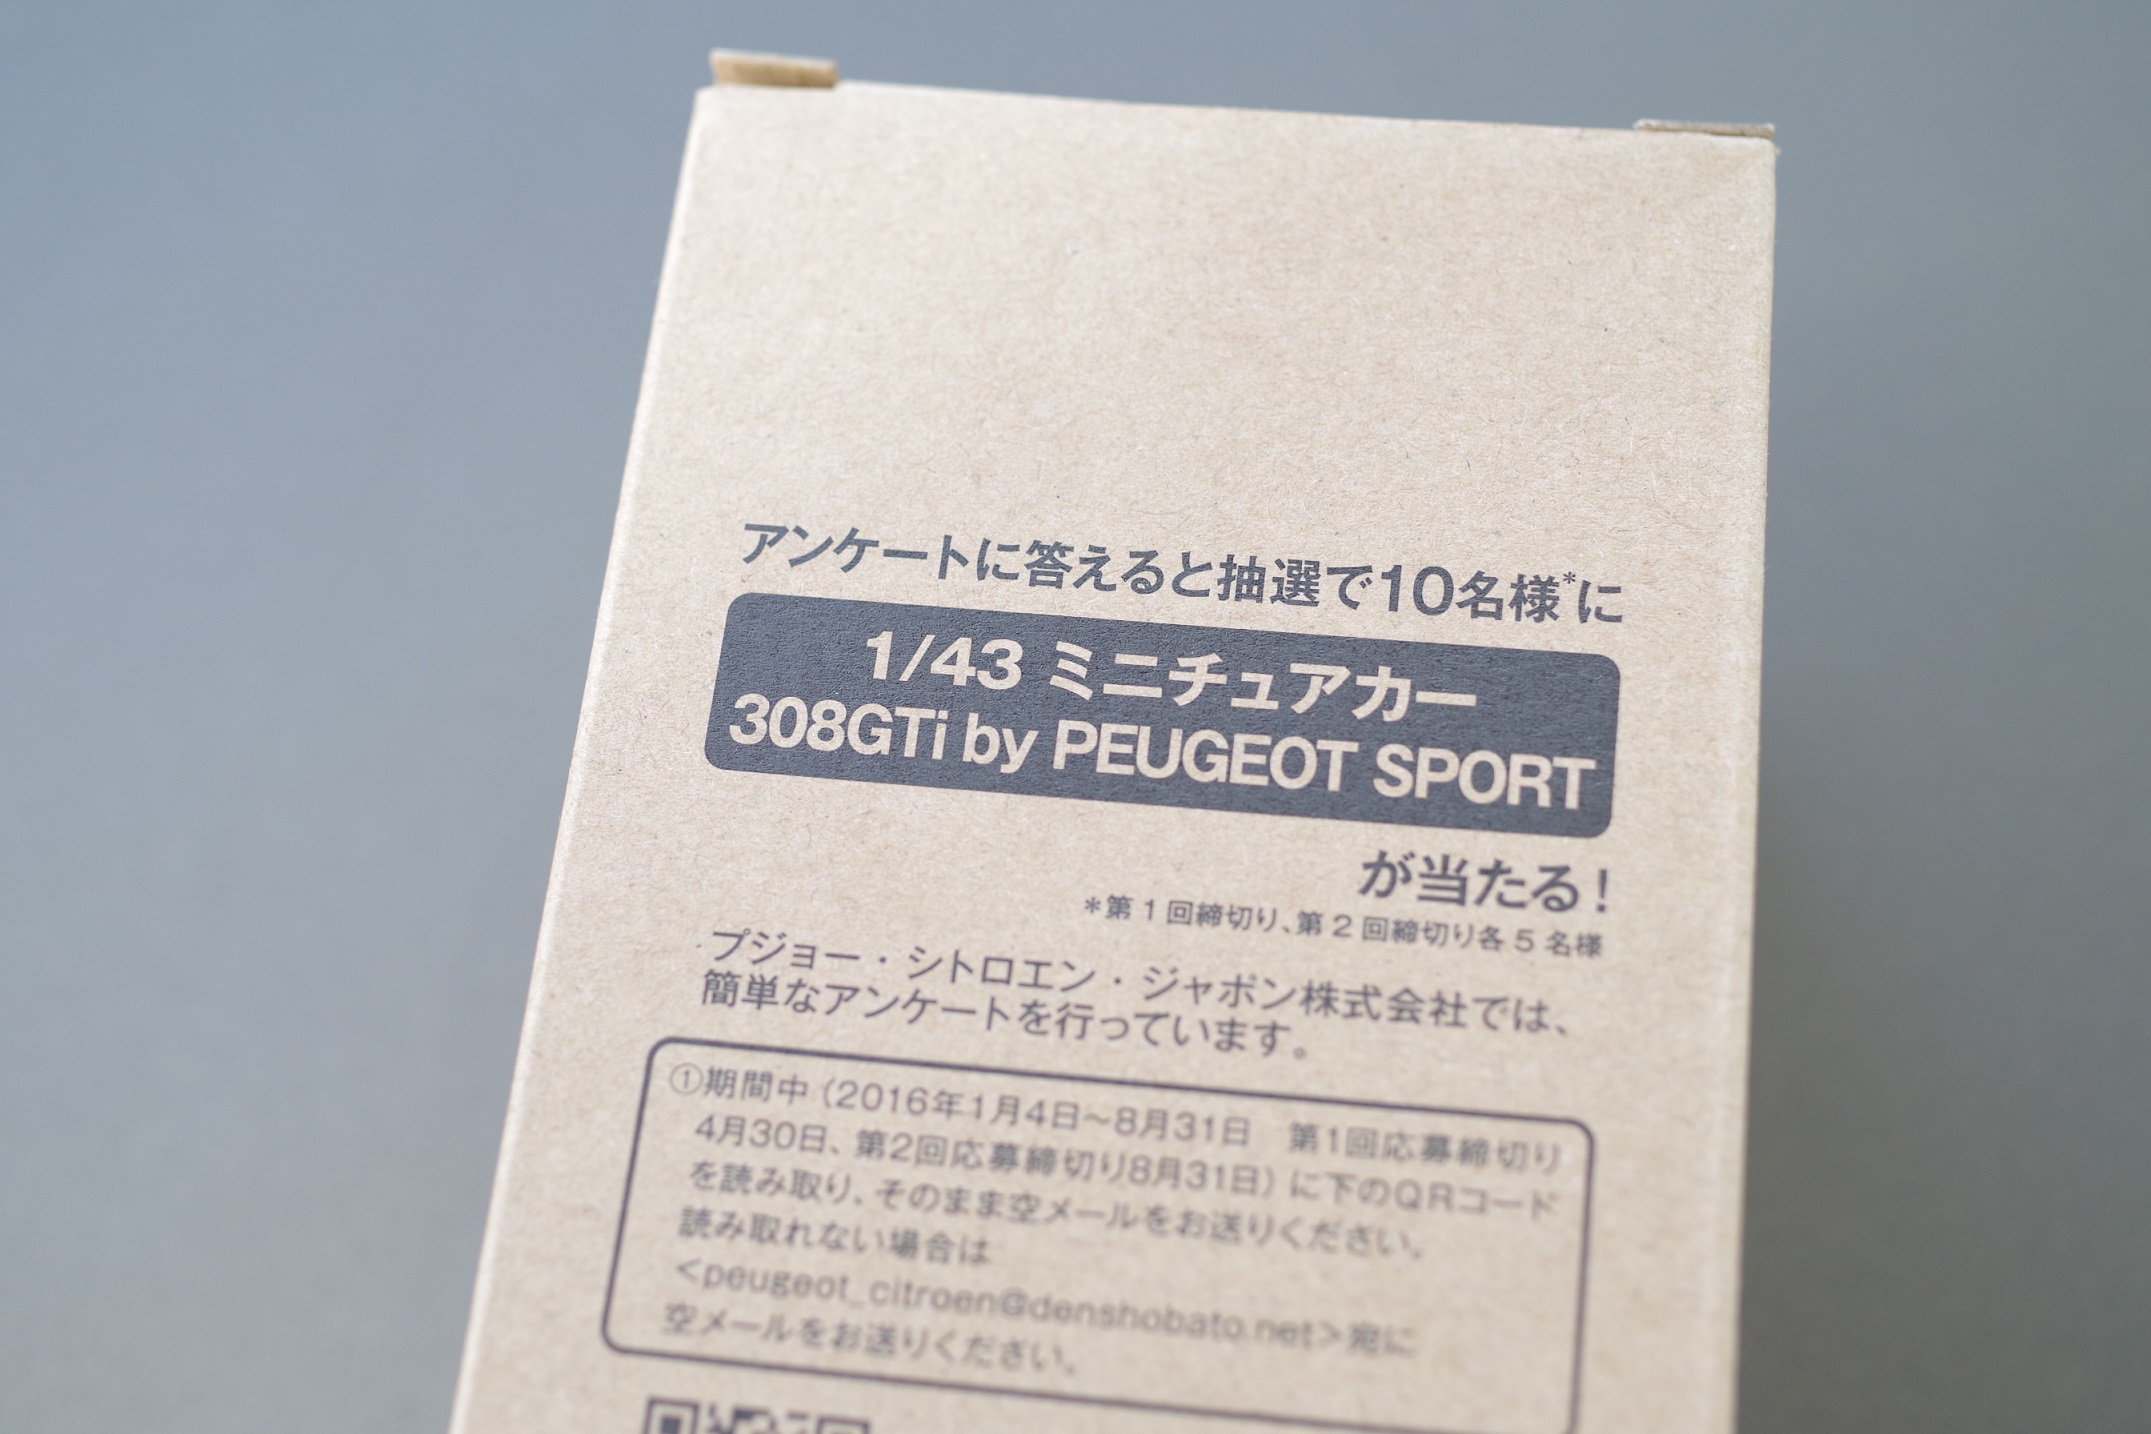 アンケートに答えると抽選で10名様*に
1/43 ミニチュアカー
308GTi by PEUGEOT SPORT
が当たる!
*第1回締切り、第2回締切り各5名様
プジョー・シトロエン・ジャポン株式会社では、
簡単なアンケートを行っています。
①期間中(2016年1月4日~8月31日 第1回応募締切り
4月30日、第2回応募締切り8月31日)に下のQRコード
を読み取り、そのまま空メールをお送りください。
読み取れない場合は
<peugeot_citroen@denshobato.net>宛に
空メールをお送りください。